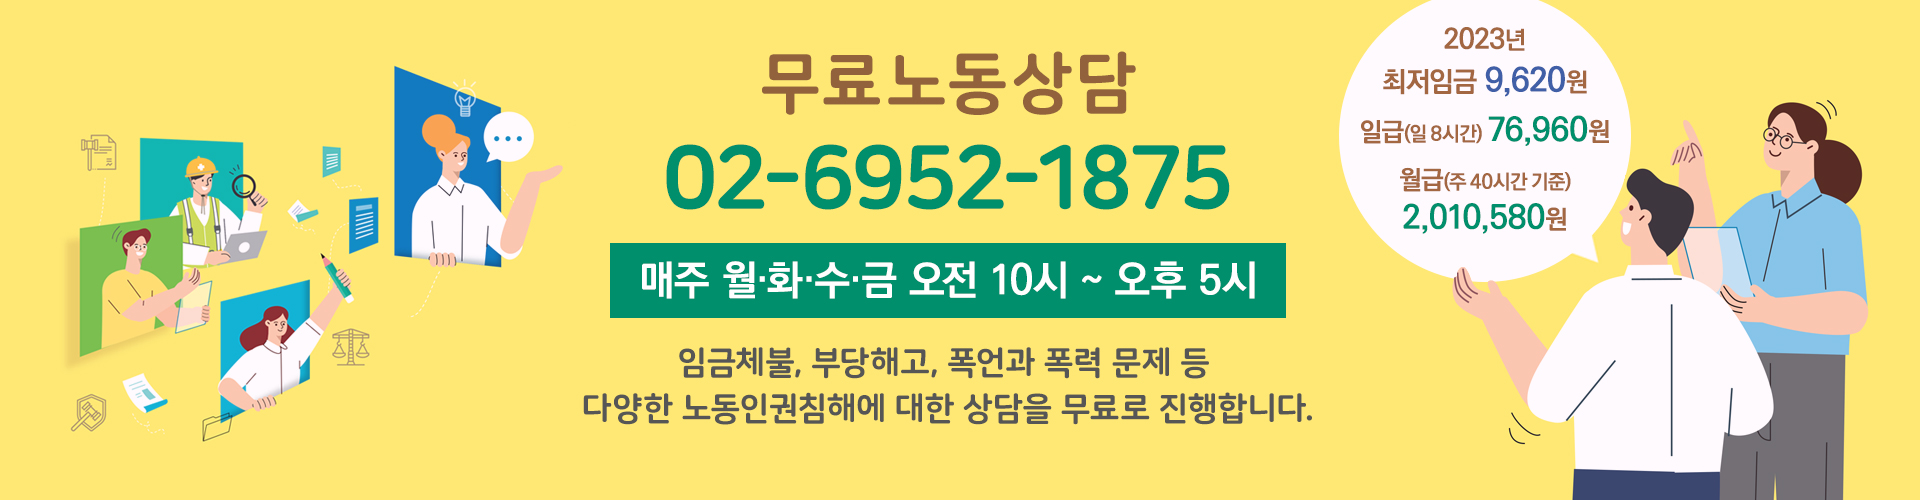 무료노동상담
02-6952-1875
매주 월·화·수·금 오전 10시 ~ 오후 5시
임금체불, 부당해고, 폭언과 폭력 문제 등
다양한 노동인권침해에 대한 상담을 무료로 진행합니다.
2023년
최저임금 9,620원
일급(일 8시간) 76,960원
월급(주 40시간 기준)
2,010,580원